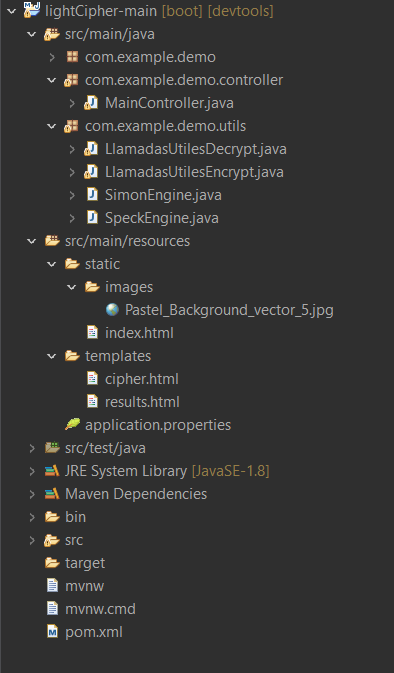 lightCipher-main [boot] [devtools]
src/main/java
com.example.demo
com.example.demo.controller
MainController.java
com.example.demo.utils
LlamadasUtilesDecrypt.java
LlamadasUtilesEncrypt.java
SimonEngine.java
SpeckEngine.java
src/main/resources
static
images
Pastel_Background_vector_5.jpg
index.html
templates
cipher.html
results.html
application.properties
src/test/java
JRE System Library [JavaSE-1.8]
Maven Dependencies
bin
src
target
mvnw
mvnw.cmd
pom.xml